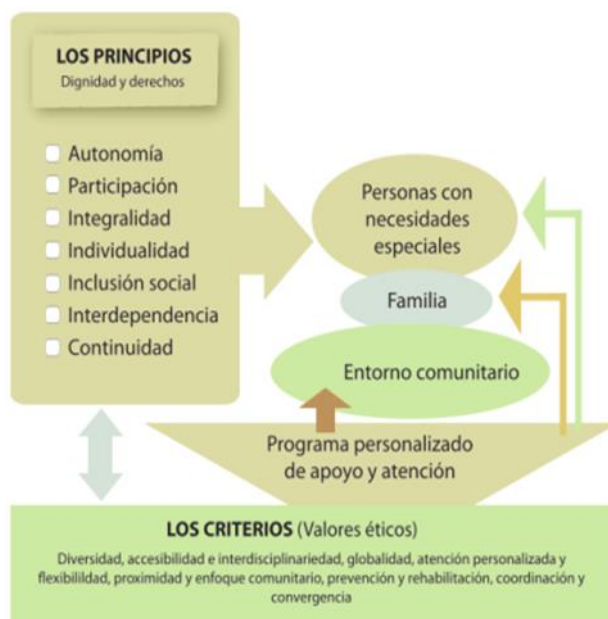 LOS PRINCIPIOS
Dignidad y derechos
Autonomía
Participación
Integralidad
Individualidad
Inclusión social
Interdependencia
Continuidad
Personas con
necesidades
especiales
Familia
Entorno comunitario
Programa personalizado
de apoyo y atención
LOS CRITERIOS (Valores éticos)
Diversidad, accesibilidad e interdisciplinariedad, globalidad, atención personalizada y
flexibilildad, proximidad y enfoque comunitario, prevención y rehabilitación, coordinación y
convergencia